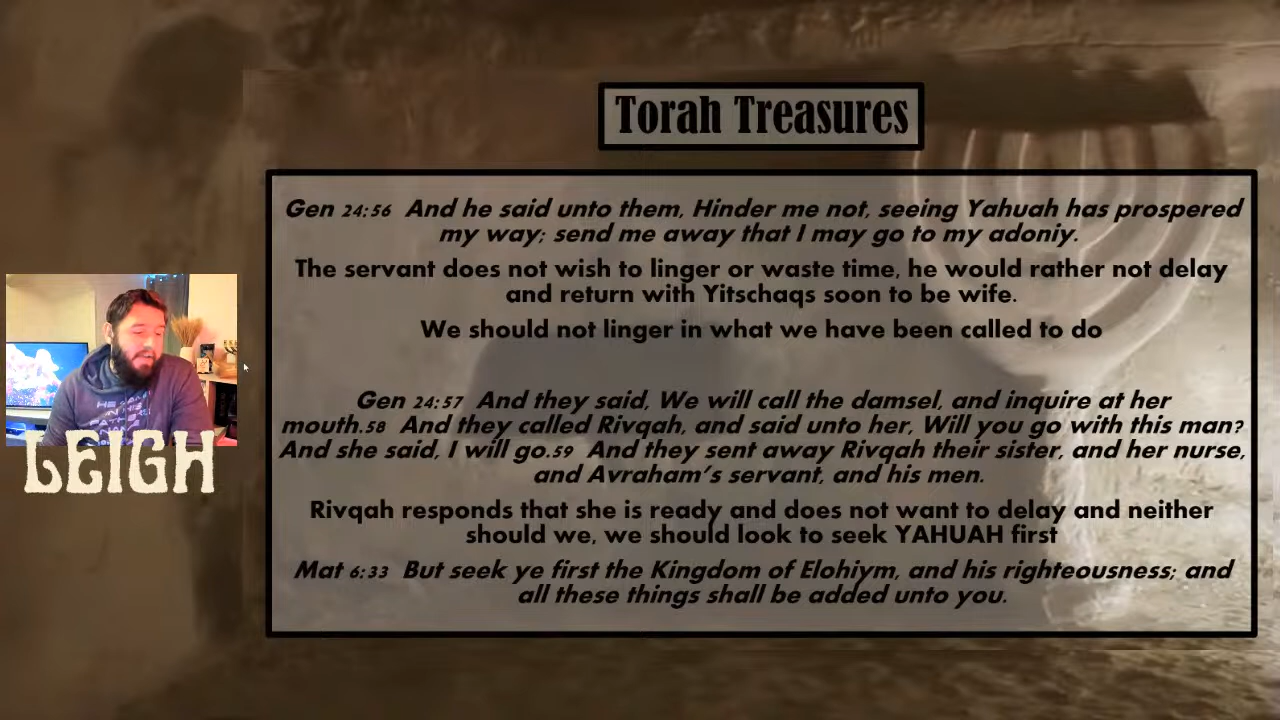 Torah Treasures
Gen 24:56 And he said unto them, Hinder me not, seeing Yahuah has prospered
my way; send me away that I may go to my adoniy.
The servant does not wish to linger or waste time, he would rather not delay
and return with Yitschaqs soon to be wife.
We should not linger in what we have been called to do
Gen 24:57 And they said, We will call the damsel, and inquire at her
mouth.58 And they called Rivqah, and said unto her, Will you go with this man?
And she said, I will go.59 And they sent away Rivqah their sister, and her nurse,
and Avraham’s servant, and his men.
Rivqah responds that she is ready and does not want to delay and neither
should we, we should look to seek YAHUAH first
Mat 6:33 But seek ye first the Kingdom of Elohiym, and his righteousness; and
all these things shall be added unto you.
LEIGH